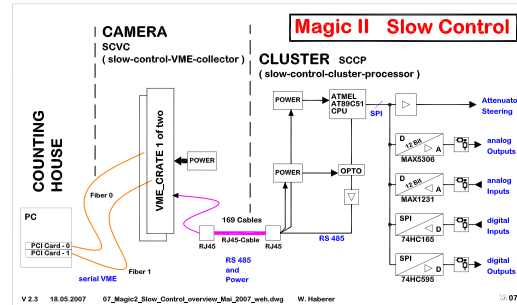 Magic II Slow Control
CAMERA
SCVC
( slow-control-VME-collector )
CLUSTER SCCP
( slow-control-cluster-processor )
COUNTING
HOUSE
PC
PCI Card - 0
PCI Card - 1
Fiber 0
Fiber 1
serial VME
VME_CRATE 1 of two
POWER
169 Cables
RJ45
RJ45-Cable
RJ45
RS 485
and
Power
POWER
POWER
ATMEL
AT89C51
CPU
SPI
OPTO
RS 485
Attenuato
Steering
D
12 Bit
A
MAX5306
analog
Outputs
A
12 Bit
D
MAX1231
analog
Inputs
SPI
D
74HC165
digital
Inputs
SPI
D
74HC595
digital
Outputs
V 2.3 18.05.2007 07_Magic2_Slow_Control_overview_Mai_2007_weh.dwg W. Haberer
07